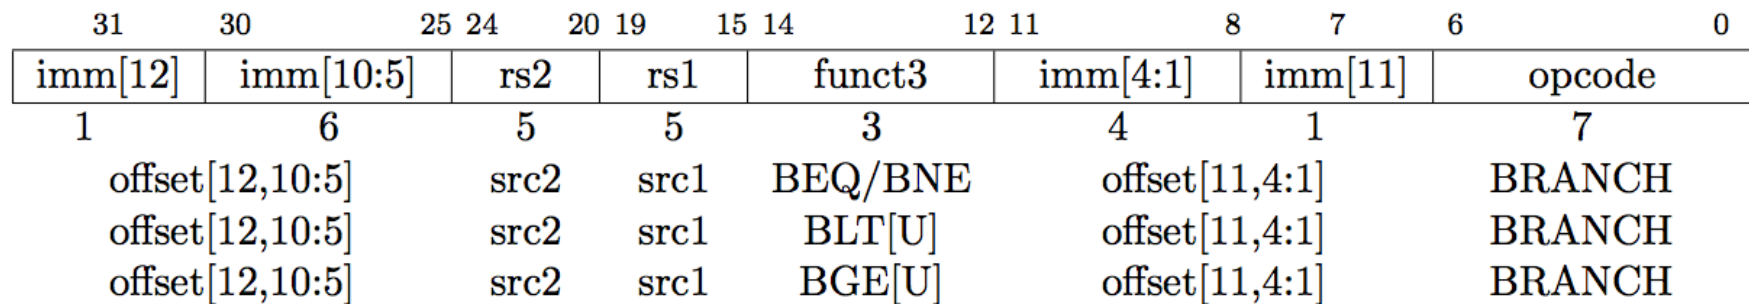 31 30 25 24 20 19 15 14 12 11 8 7 6 0
imm[12] imm[10:5] rs2 rs1 funct3 imm[4:1] imm[11] opcode
1 6 5 5 3 4 1 7
offset[12,10:5] src2 src1 BEQ/BNE offset[11,4:1] BRANCH
offset[12,10:5] src2 src1 BLT[U] offset[11,4:1] BRANCH
offset[12,10:5] src2 src1 BGE[U] offset[11,4:1] BRANCH